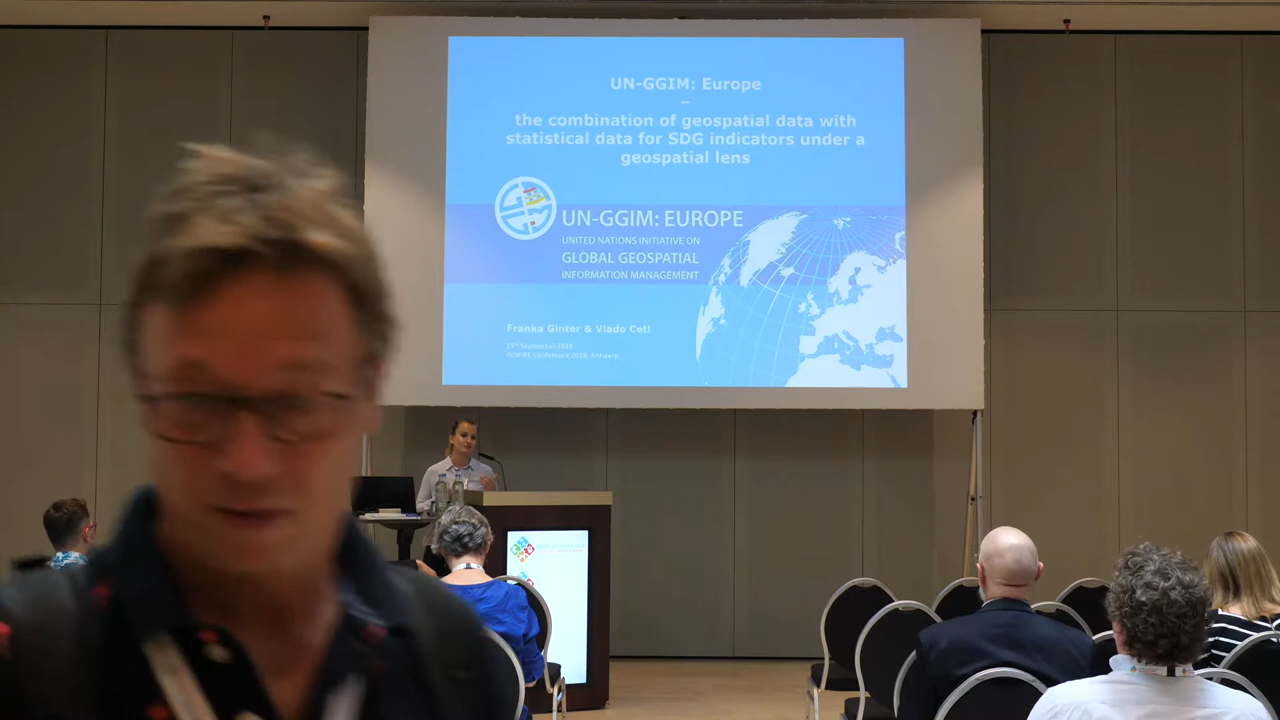 UN-GGIM: Europe
–
the combination of geospatial data with
statistical data for SDG indicators under a
geospatial lens
UN-GGIM: EUROPE
UNITED NATIONS INITIATIVE ON
GLOBAL GEOSPATIAL
INFORMATION MANAGEMENT
Franka Ginter & Vlado Cetl
19th September 2018
INSPIRE Conference 2018, Antwerp